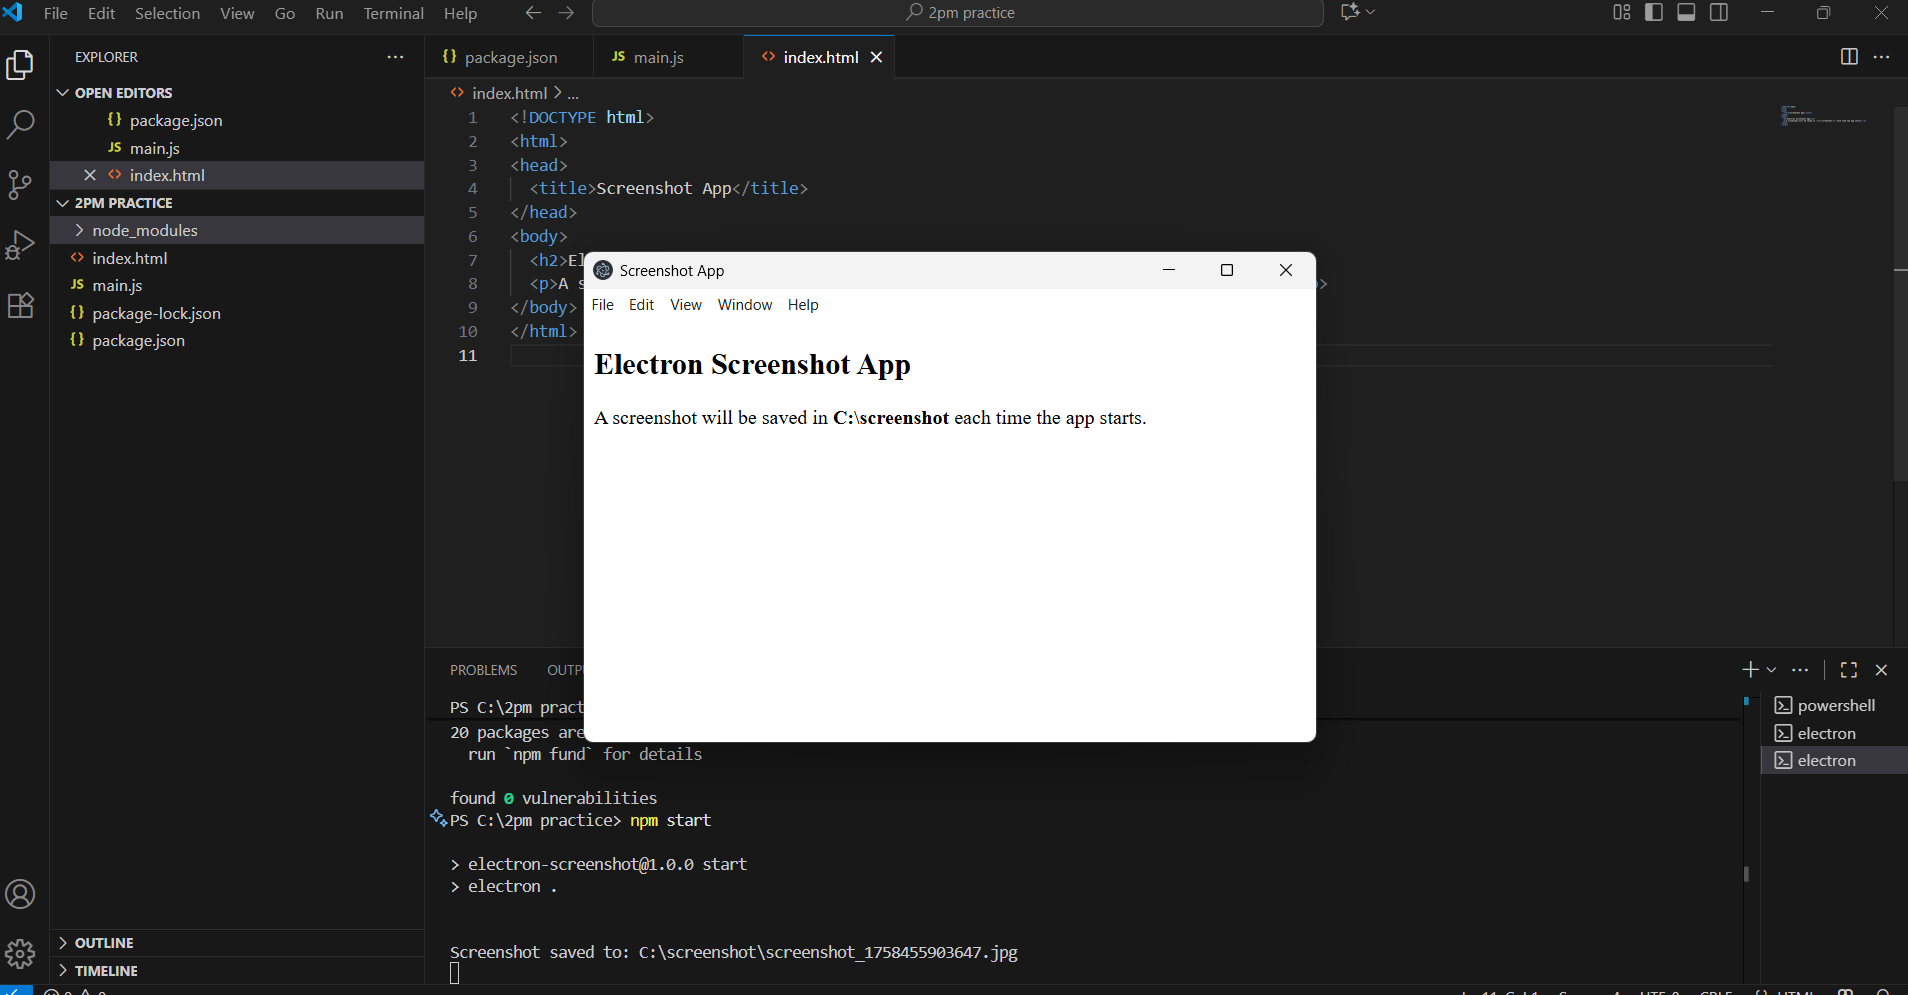 File Edit Selection View Go Run Terminal Help
2pm practice
EXPLORER
OPEN EDITORS
package.json
JS main.js
index.html
2PM PRACTICE
node_modules
index.html
JS main.js
package-lock.json
package.json
OUTLINE
TIMELINE
package.json
JS main.js
index.html
index.html > ...
1 <!DOCTYPE html>
2 <html>
3 <head>
4 <title>Screenshot App</title>
5 </head>
6 <body>
7 <h2>El
8 <p>A s
9 </body>
10 </html>
11
Screenshot App
File Edit View Window Help
Electron Screenshot App
A screenshot will be saved in C:\screenshot each time the app starts.
PROBLEMS OUTP
PS C:\2pm pract
20 packages are
run `npm fund` for details
found 0 vulnerabilities
PS C:\2pm practice> npm start
> electron-screenshot@1.0.0 start
> electron .
Screenshot saved to: C:\screenshot\screenshot_1758455903647.jpg
powershell
electron
electron